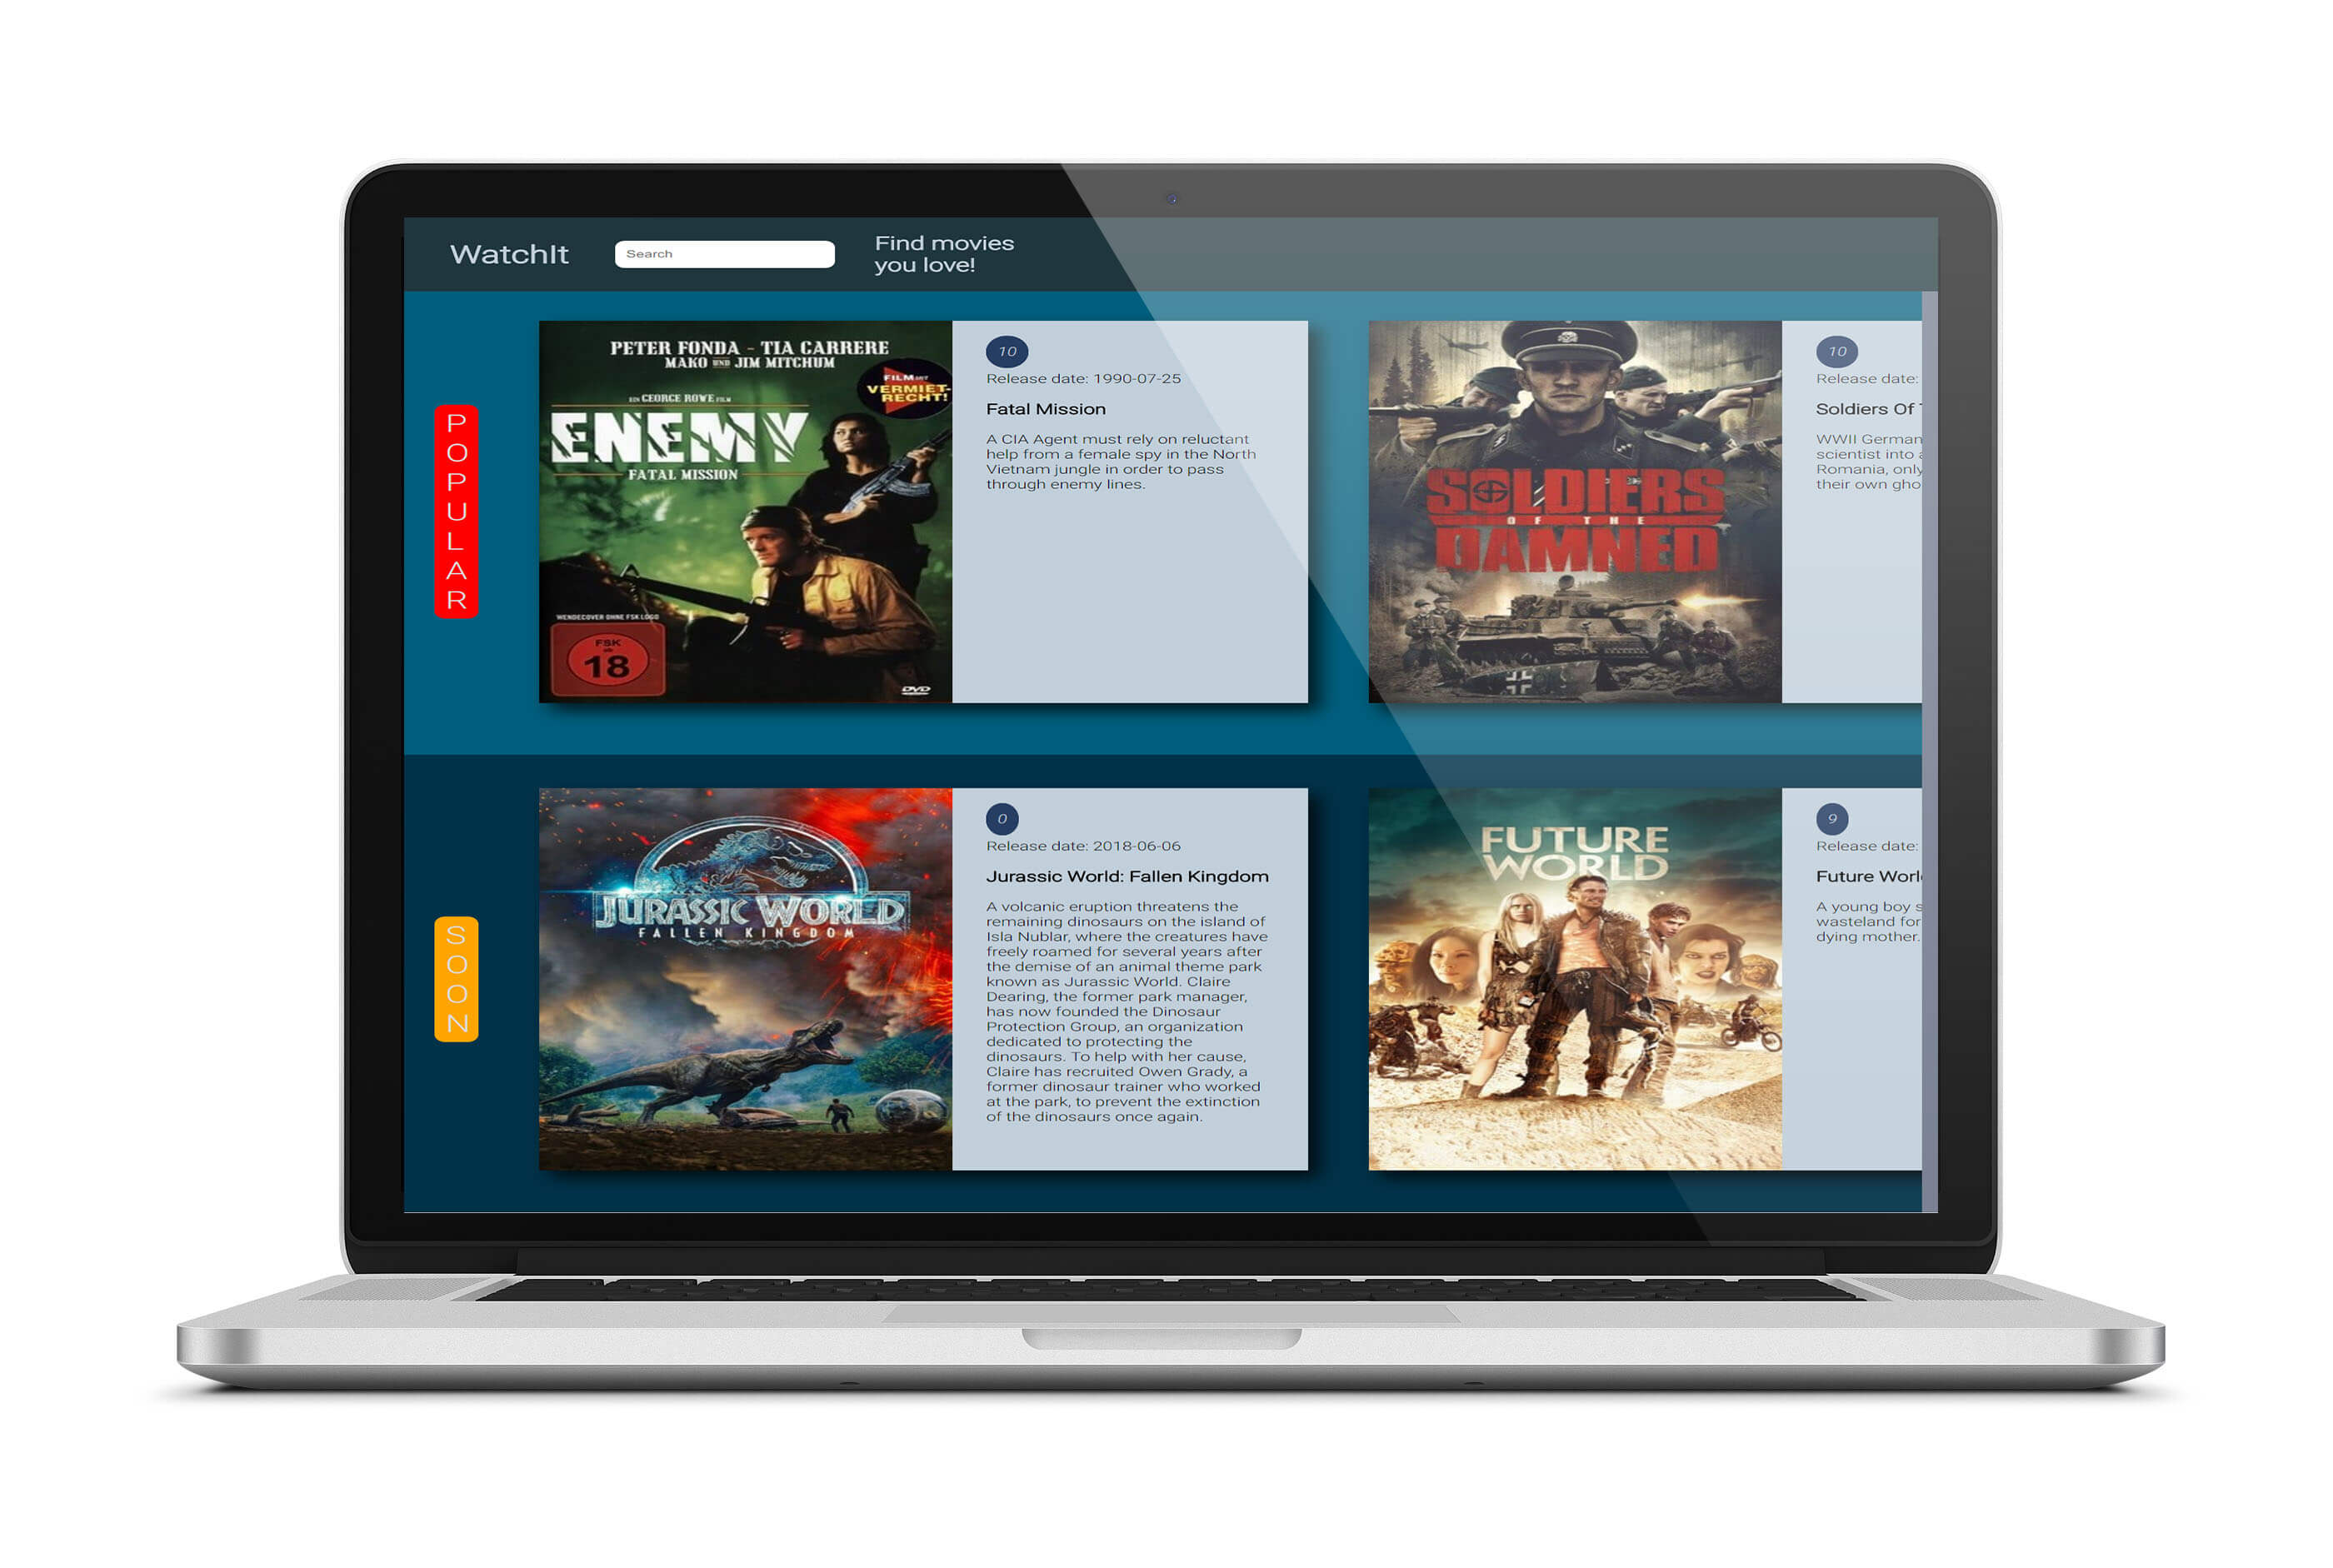 WatchIt
Search
Find movies
you love!
POPULAR
PETER FONDA - TIA CARRERE
MAKO UND JIM MITCHUM
FILM MIT
VERMIET-
RECHT!
EIN GEORGE ROWE FILM
ENEMY
FATAL MISSION
WENDECOVER OHNE FSK LOGO
FSK
ab
18
DVD
10
Release date: 1990-07-25
Fatal Mission
A CIA Agent must rely on reluctant
help from a female spy in the North
Vietnam jungle in order to pass
through enemy lines.
SOLDIERS
OF THE
DAMNED
10
Release date:
Soldiers Of
WWII German
scientist into
Romania, only
their own gho
SOON
JURASSIC WORLD
FALLEN KINGDOM
0
Release date: 2018-06-06
Jurassic World: Fallen Kingdom
A volcanic eruption threatens the
remaining dinosaurs on the island of
Isla Nublar, where the creatures have
freely roamed for several years after
the demise of an animal theme park
known as Jurassic World. Claire
Dearing, the former park manager,
has now founded the Dinosaur
Protection Group, an organization
dedicated to protecting the
dinosaurs. To help with her cause,
Claire has recruited Owen Grady, a
former dinosaur trainer who worked
at the park, to prevent the extinction
of the dinosaurs once again.
FUTURE
WORLD
9
Release date:
Future Worl
A young boy s
wasteland for
dying mother.